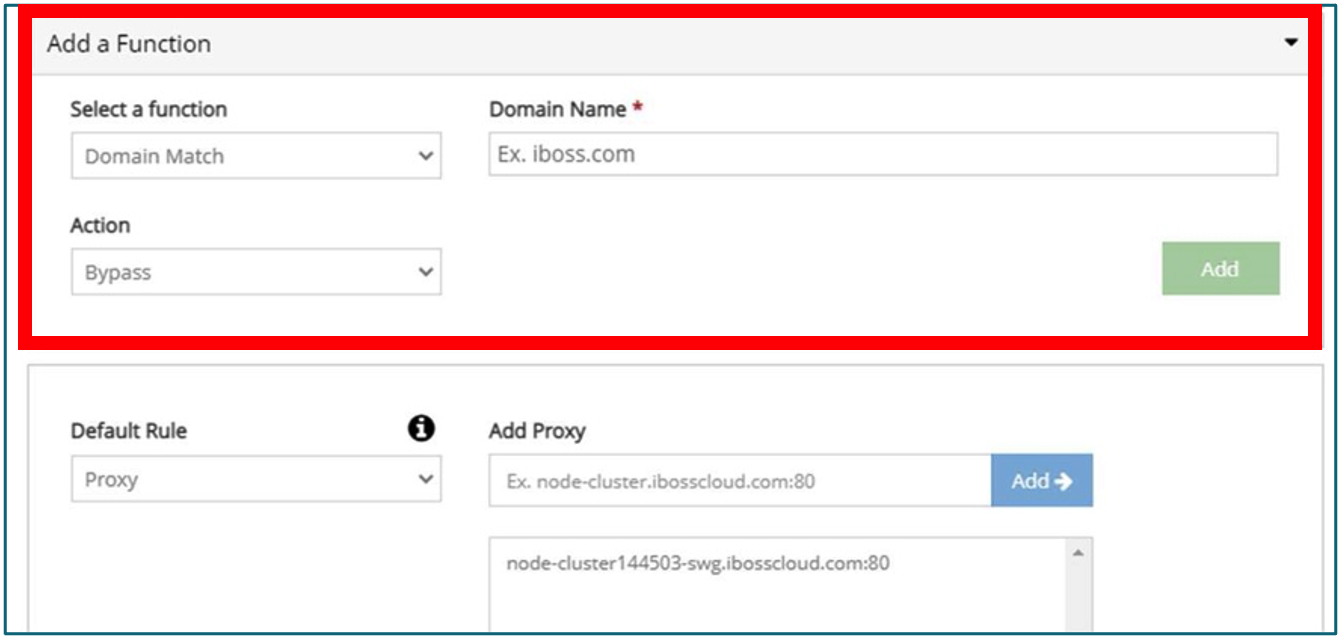 Add a Function
Select a function
Domain Name *
Domain Match
Ex. iboss.com
Action
Bypass
Add
Default Rule
Add Proxy
Proxy
Ex. node-cluster.ibosscloud.com:80
Add
node-cluster144503-swg.ibosscloud.com:80